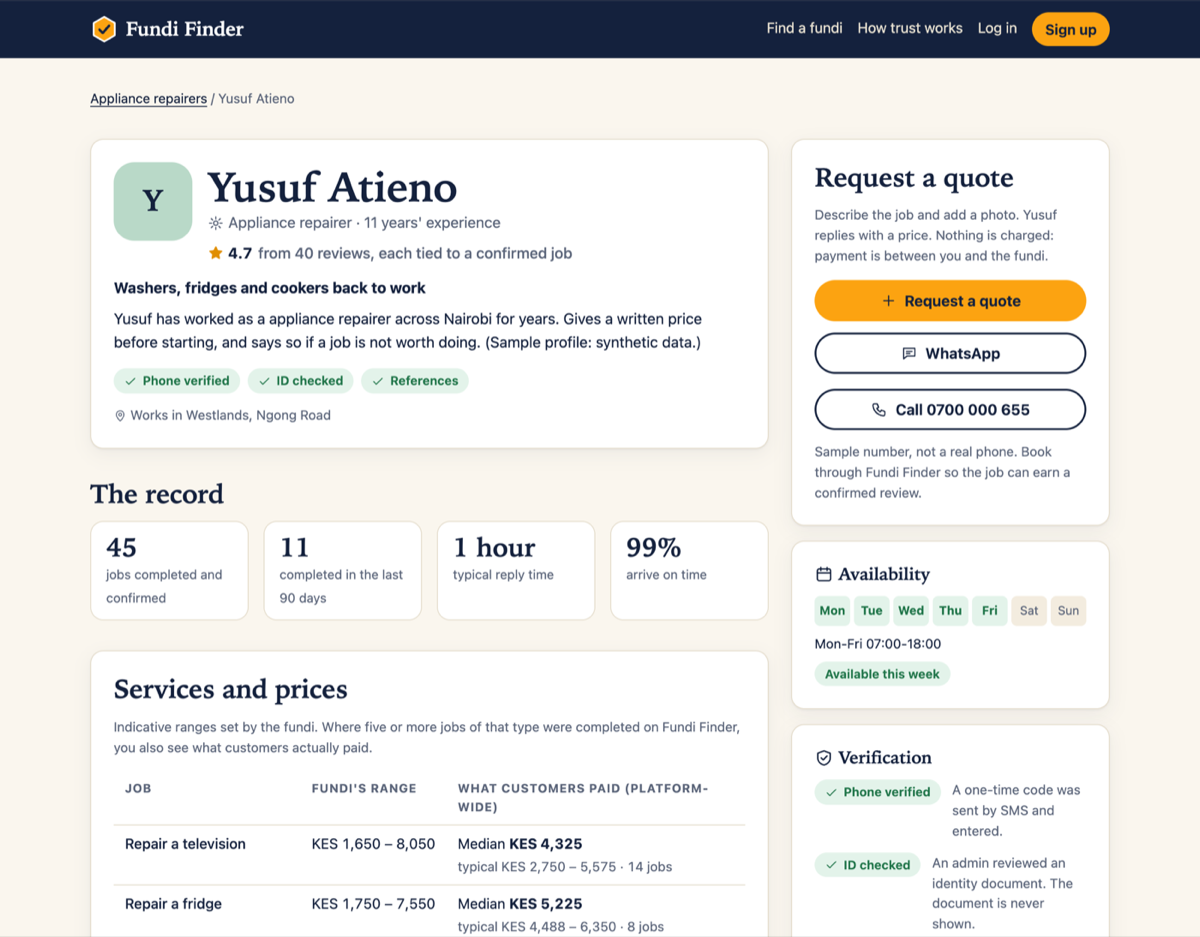 Fundi Finder
Find a fundi
How trust works
Log in
Sign up
Appliance repairers / Yusuf Atieno
Y
Yusuf Atieno
Appliance repairer · 11 years' experience
4.7 from 40 reviews, each tied to a confirmed job
Washers, fridges and cookers back to work
Yusuf has worked as a appliance repairer across Nairobi for years. Gives a written price
before starting, and says so if a job is not worth doing. (Sample profile: synthetic data.)
Phone verified
ID checked
References
Works in Westlands, Ngong Road
The record
45
jobs completed and
confirmed
11
completed in the last
90 days
1 hour
typical reply time
99%
arrive on time
Services and prices
Indicative ranges set by the fundi. Where five or more jobs of that type were completed on Fundi Finder,
you also see what customers actually paid.
JOB
FUNDI'S RANGE
WHAT CUSTOMERS PAID (PLATFORM-
WIDE)
Repair a television
KES 1,650 – 8,050
Median KES 4,325
typical KES 2,750 – 5,575 · 14 jobs
Repair a fridge
KES 1,750 – 7,550
Median KES 5,225
typical KES 4,488 – 6,350 · 8 jobs
Request a quote
Describe the job and add a photo. Yusuf
replies with a price. Nothing is charged:
payment is between you and the fundi.
Request a quote
WhatsApp
Call 0700 000 655
Sample number, not a real phone. Book
through Fundi Finder so the job can earn a
confirmed review.
Availability
Mon Tue Wed Thu Fri Sat Sun
Mon-Fri 07:00-18:00
Available this week
Verification
Phone verified
A one-time code was
sent by SMS and
entered.
ID checked
An admin reviewed an
identity document. The
document is never
shown.